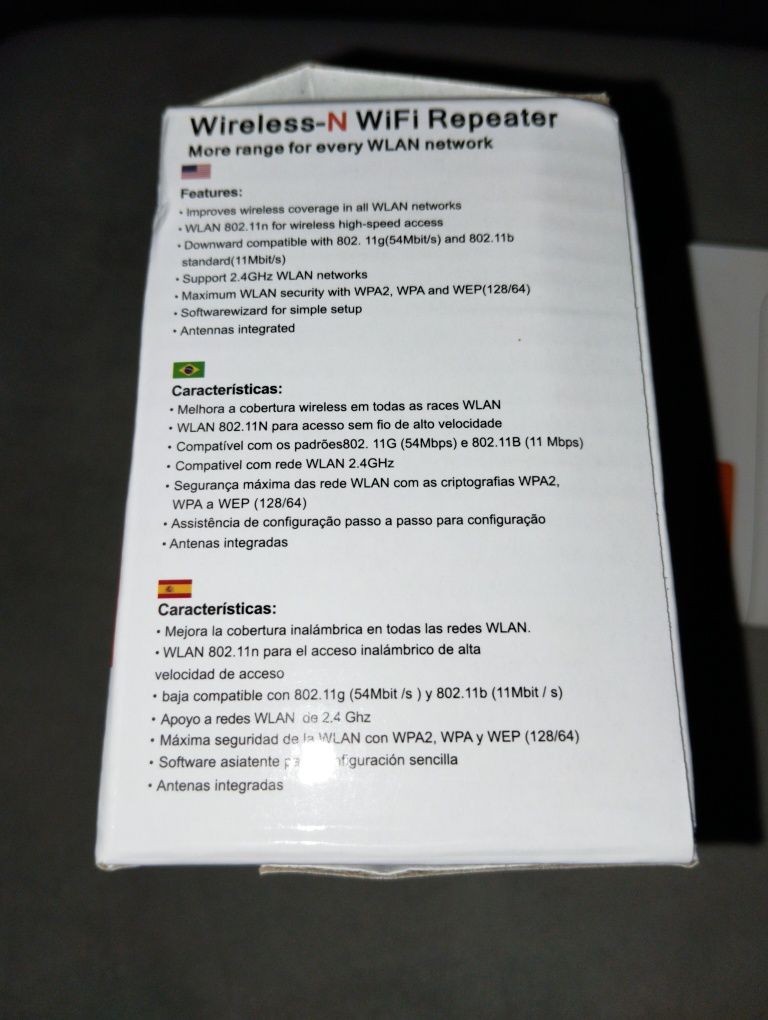 Wireless-N WiFi Repeater
More range for every WLAN network
Features:
• Improves wireless coverage in all WLAN networks
• WLAN 802.11n for wireless high-speed access
• Downward compatible with 802. 11g(54Mbit/s) and 802.11b
standard(11Mbit/s)
• Support 2.4GHz WLAN networks
• Maximum WLAN security with WPA2, WPA and WEP(128/64)
• Softwarewizard for simple setup
• Antennas integrated
Características:
• Melhora a cobertura wireless em todas as races WLAN
• WLAN 802.11N para acesso sem fio de alto velocidade
• Compatível com os padrões802. 11G (54Mbps) e 802.11B (11 Mbps)
• Compativel com rede WLAN 2.4GHz
• Segurança máxima das rede WLAN com as criptografias WPA2,
WPA a WEP (128/64)
• Assistência de configuração passo a passo para configuração
• Antenas integradas
Características:
• Mejora la cobertura inalámbrica en todas las redes WLAN.
• WLAN 802.11n para el acceso inalámbrico de alta
velocidad de acceso
• baja compatible con 802.11g (54Mbit /s ) y 802.11b (11Mbit / s)
• Apoyo a redes WLAN de 2.4 Ghz
• Máxima seguridad de la WLAN con WPA2, WPA y WEP (128/64)
• Software asiatente sencilla
• Antenas integradas